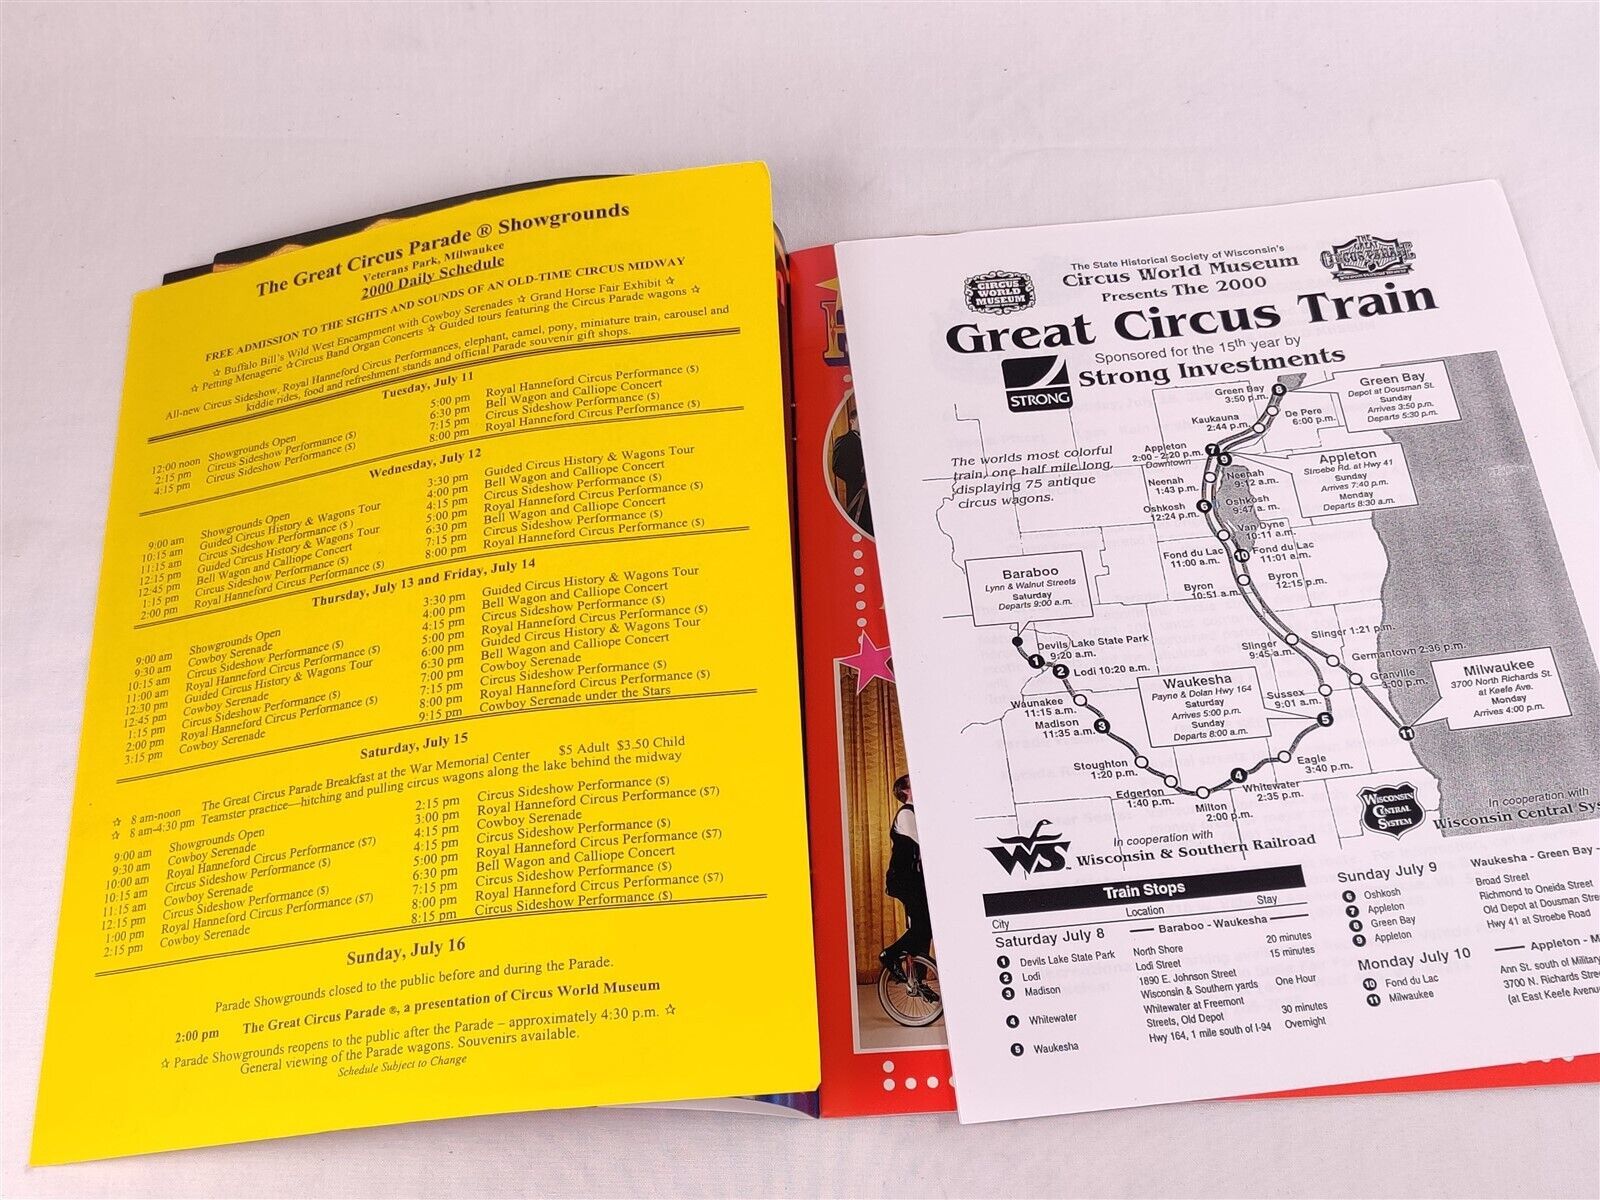 The Great Circus Parade ® Showgrounds
Veterans Park, Milwaukee
2000 Daily Schedule
FREE ADMISSION TO THE SIGHTS AND SOUNDS OF AN OLD-TIME CIRCUS MIDWAY
☆ Buffalo Bill's Wild West Encampment with Cowboy Serenades ☆ Grand Horse Fair Exhibit ☆
☆ Petting Menagerie ☆Circus Band Organ Concerts ☆ Guided tours featuring the Circus Parade wagons ☆
All-new Circus Sideshow, Royal Hanneford Circus Performances, elephant, camel, pony, miniature train, carousel and
kiddie rides, food and refreshment stands and official Parade souvenir gift shops.
Tuesday, July 11
12:00 noon Showgrounds Open
2:15 pm Circus Sideshow Performance ($)
4:15 pm Circus Sideshow Performance ($)
5:00 pm Royal Hanneford Circus Performance ($)
6:30 pm Bell Wagon and Calliope Concert
7:15 pm Circus Sideshow Performance ($)
8:00 pm Royal Hanneford Circus Performance ($)
Wednesday, July 12
9:00 am Showgrounds Open
10:15 am Guided Circus History & Wagons Tour
11:15 am Circus Sideshow Performance ($)
12:15 pm Guided Circus History & Wagons Tour
12:45 pm Bell Wagon and Calliope Concert
1:15 pm Circus Sideshow Performance ($)
2:00 pm Royal Hanneford Circus Performance ($)
3:30 pm Guided Circus History & Wagons Tour
4:00 pm Bell Wagon and Calliope Concert
4:15 pm Circus Sideshow Performance ($)
5:00 pm Royal Hanneford Circus Performance ($)
6:30 pm Bell Wagon and Calliope Concert
7:15 pm Circus Sideshow Performance ($)
8:00 pm Royal Hanneford Circus Performance ($)
Thursday, July 13 and Friday, July 14
9:00 am Showgrounds Open
9:30 am Cowboy Serenade
10:15 am Circus Sideshow Performance ($)
11:00 am Royal Hanneford Circus Performance ($)
12:30 pm Guided Circus History & Wagons Tour
12:45 pm Cowboy Serenade
1:15 pm Circus Sideshow Performance ($)
2:00 pm Royal Hanneford Circus Performance ($)
3:15 pm Cowboy Serenade
3:30 pm Guided Circus History & Wagons Tour
4:00 pm Bell Wagon and Calliope Concert
4:15 pm Circus Sideshow Performance ($)
5:00 pm Royal Hanneford Circus Performance ($)
6:00 pm Guided Circus History & Wagons Tour
6:30 pm Bell Wagon and Calliope Concert
7:00 pm Cowboy Serenade
7:15 pm Circus Sideshow Performance ($)
8:00 pm Royal Hanneford Circus Performance ($)
9:15 pm Cowboy Serenade under the Stars
Saturday, July 15
☆ 8 am-noon The Great Circus Parade Breakfast at the War Memorial Center $5 Adult $3.50 Child
☆ 8 am-4:30 pm Teamster practice—hitching and pulling circus wagons along the lake behind the midway
9:00 am Showgrounds Open
9:30 am Cowboy Serenade
10:00 am Royal Hanneford Circus Performance ($7)
10:15 am Circus Sideshow Performance ($)
11:15 am Cowboy Serenade
12:15 pm Circus Sideshow Performance ($)
1:00 pm Royal Hanneford Circus Performance ($7)
2:15 pm Cowboy Serenade
2:15 pm Circus Sideshow Performance ($)
3:00 pm Royal Hanneford Circus Performance ($7)
4:15 pm Cowboy Serenade
4:15 pm Circus Sideshow Performance ($)
5:00 pm Royal Hanneford Circus Performance ($7)
6:30 pm Bell Wagon and Calliope Concert
7:15 pm Circus Sideshow Performance ($)
8:00 pm Royal Hanneford Circus Performance ($7)
8:15 pm Circus Sideshow Performance ($)
Sunday, July 16
Parade Showgrounds closed to the public before and during the Parade.
2:00 pm The Great Circus Parade ®, a presentation of Circus World Museum
☆ Parade Showgrounds reopens to the public after the Parade – approximately 4:30 p.m. ☆
General viewing of the Parade wagons. Souvenirs available.
Schedule Subject to Change
CIRCUS WORLD MUSEUM
The State Historical Society of Wisconsin's
Circus World Museum
Presents The 2000
THE GREAT CIRCUS PARADE
Great Circus Train
Sponsored for the 15th year by
Strong Investments
STRONG
The worlds most colorful
train, one half mile long,
displaying 75 antique
circus wagons.
Green Bay
3:50 p.m.
Green Bay
Depot at Dousman St.
Sunday
Arrives 3:50 p.m.
Departs 5:30 p.m.
Kaukauna
2:44 p.m.
De Pere
6:00 p.m.
Appleton
2:00 - 2:20 p.m.
Downtown
Appleton
Stroebe Rd. at Hwy 41
Sunday
Arrives 7:40 p.m.
Monday
Departs 8:30 a.m.
Neenah
1:43 p.m.
Neenah
9:12 a.m.
Oshkosh
12:24 p.m.
Oshkosh
9:47 a.m.
Van Dyne
10:11 a.m.
Fond du Lac
11:00 a.m.
Fond du Lac
11:01 a.m.
Byron
10:51 a.m.
Byron
12:15 p.m.
Baraboo
Lynn & Walnut Streets
Saturday
Departs 9:00 a.m.
Devils Lake State Park
9:20 a.m.
Lodi 10:20 a.m.
Waunakee
11:15 a.m.
Madison
11:35 a.m.
Stoughton
1:20 p.m.
Edgerton
1:40 p.m.
Milton
2:00 p.m.
Whitewater
2:35 p.m.
Eagle
3:40 p.m.
Waukesha
Payne & Dolan Hwy 164
Saturday
Arrives 5:00 p.m.
Sunday
Departs 8:00 a.m.
Sussex
9:01 a.m.
Slinger
9:45 a.m.
Slinger 1:21 p.m.
Germantown 2:36 p.m.
Granville
3:00 p.m.
Milwaukee
3700 North Richards St.
at Keefe Ave.
Monday
Arrives 4:00 p.m.
WS
In cooperation with
Wisconsin & Southern Railroad
WISCONSIN CENTRAL SYSTEM
In cooperation with
Wisconsin Central Sys
Train Stops
City Location Stay
Saturday July 8 Baraboo - Waukesha
1 Devils Lake State Park North Shore 20 minutes
2 Lodi Lodi Street 15 minutes
3 Madison 1890 E. Johnson Street
Wisconsin & Southern yards One Hour
4 Whitewater Whitewater at Freemont
Streets, Old Depot 30 minutes
5 Waukesha Hwy 164, 1 mile south of I-94 Overnight
Sunday July 9 Waukesha - Green Bay -
6 Oshkosh Broad Street
7 Appleton Richmond to Oneida Street
8 Green Bay Old Depot at Dousman Stre
9 Appleton Hwy 41 at Stroebe Road
Monday July 10 Appleton - M
10 Fond du Lac Ann St. south of Military
11 Milwaukee 3700 N. Richards Stre
(at East Keefe Avenu